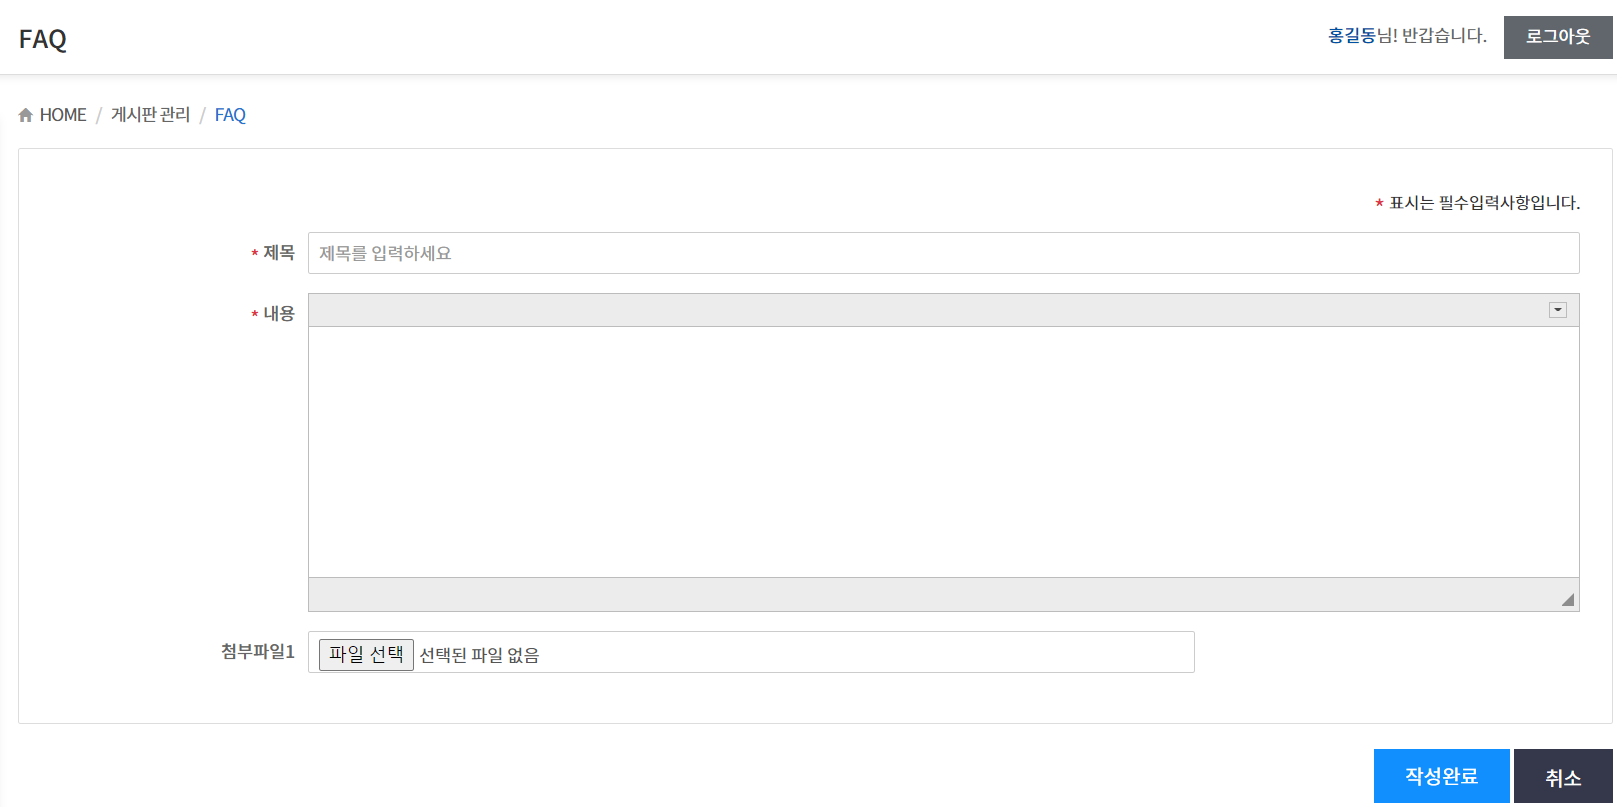 FAQ
홍길동님! 반갑습니다. 로그아웃
HOME / 게시판 관리 / FAQ
* 표시는 필수입력사항입니다.
* 제목 제목를 입력하세요
* 내용
첨부파일1 파일 선택 선택된 파일 없음
작성완료 취소